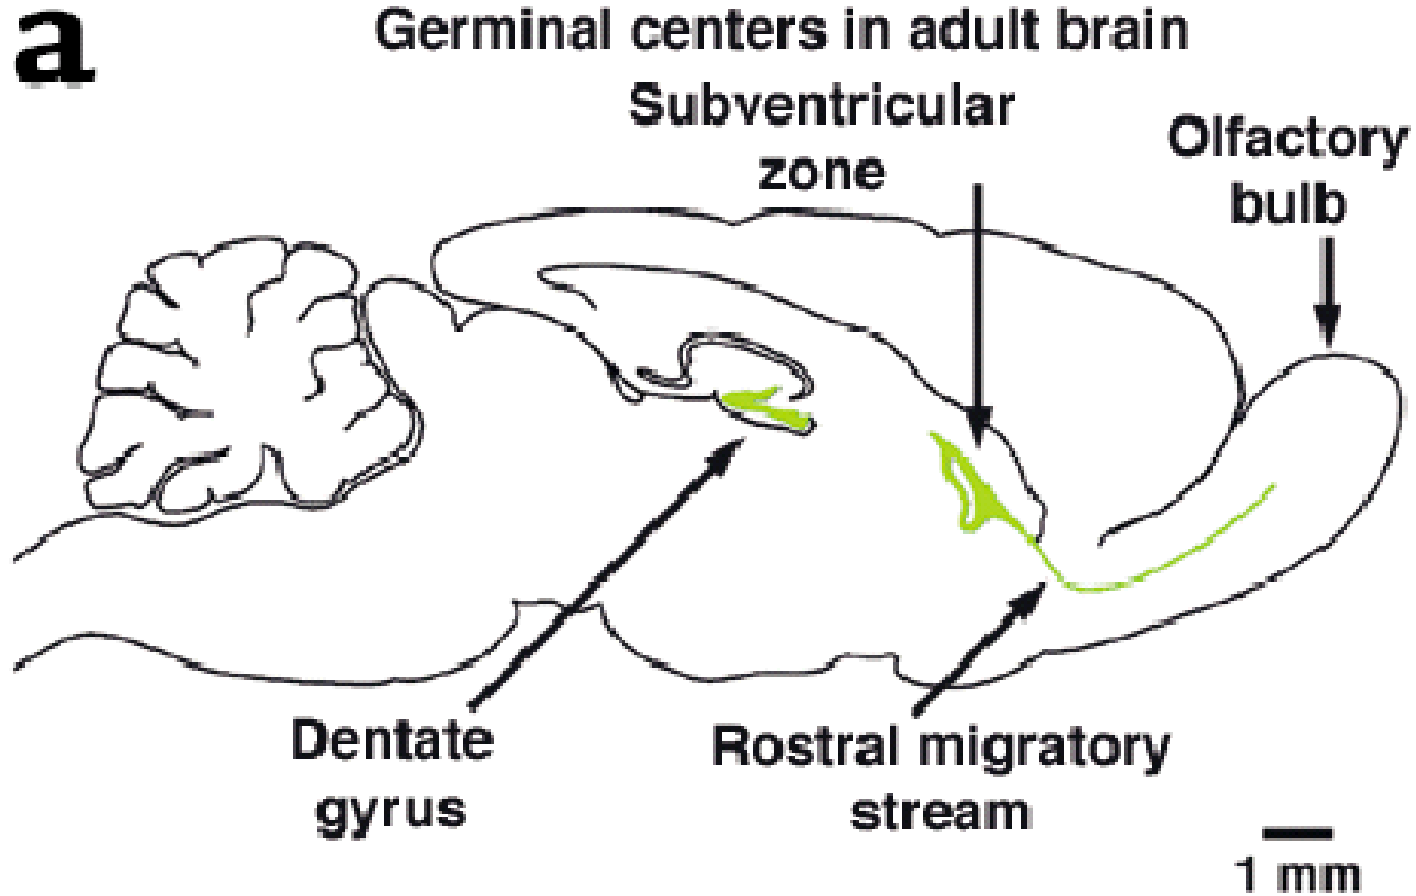 a
Germinal centers in adult brain
Subventricular
zone
Olfactory
bulb
Dentate
gyrus
Rostral migratory
stream
1 mm